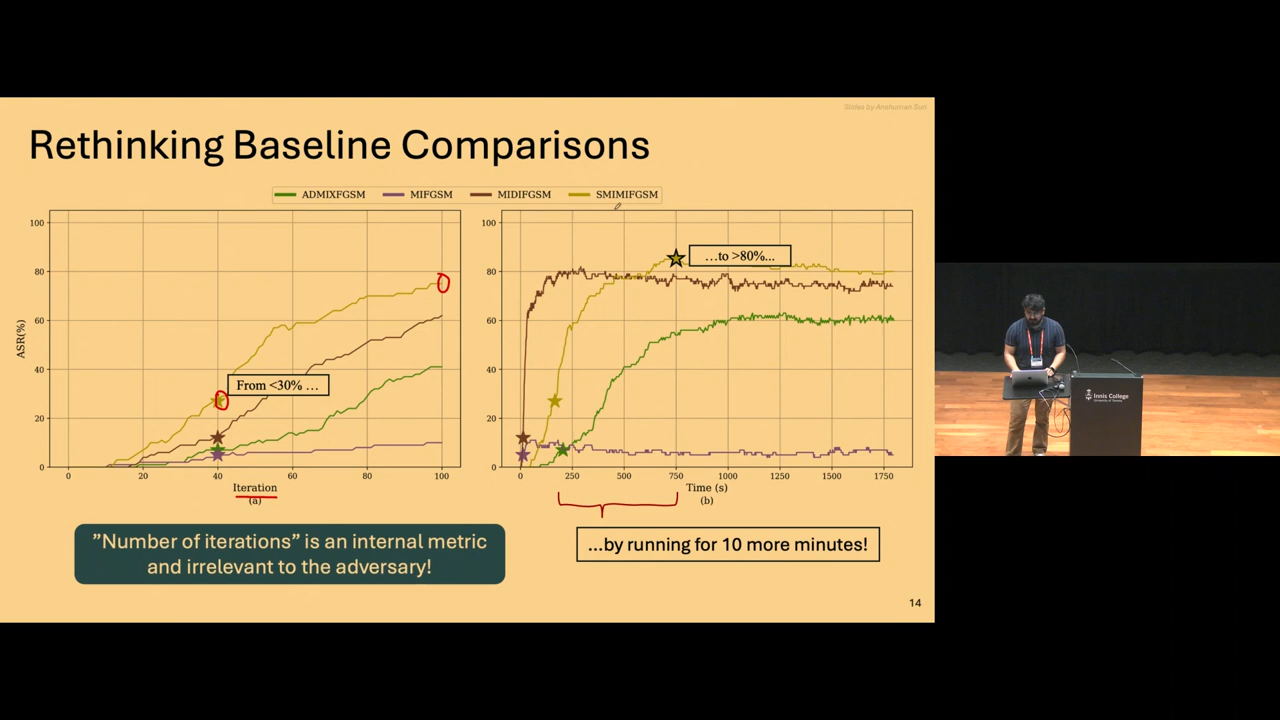 Slides by Anshuman Suri
Rethinking Baseline Comparisons
ADMIXFGSM MIFGSM MIDIFGSM SMIMIFGSM
ASR(%)
100
80
60
40
20
0
0 20 40 60 80 100
Iteration
(a)
From <30% …
100
80
60
40
20
0
0 250 500 750 1000 1250 1500 1750
Time (s)
(b)
…to >80%...
”Number of iterations” is an internal metric
and irrelevant to the adversary!
...by running for 10 more minutes!
14
Innis College